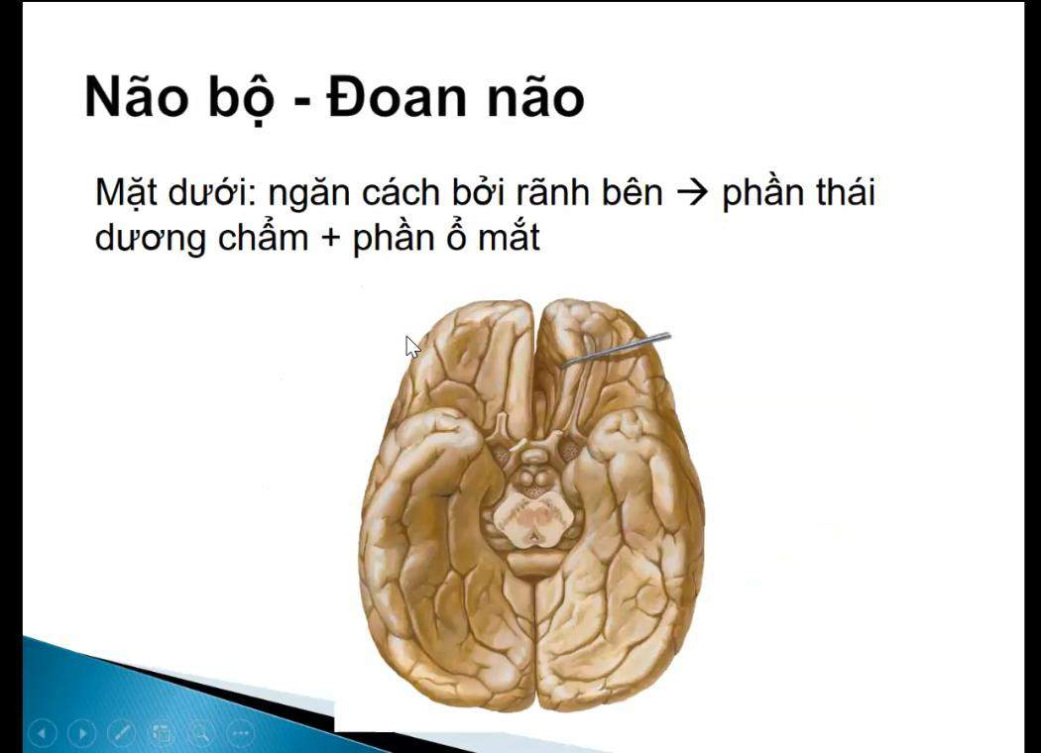 Não bộ - Đoan não
Mặt dưới: ngăn cách bởi rãnh bên → phần thái
dương chẩm + phần ổ mắt